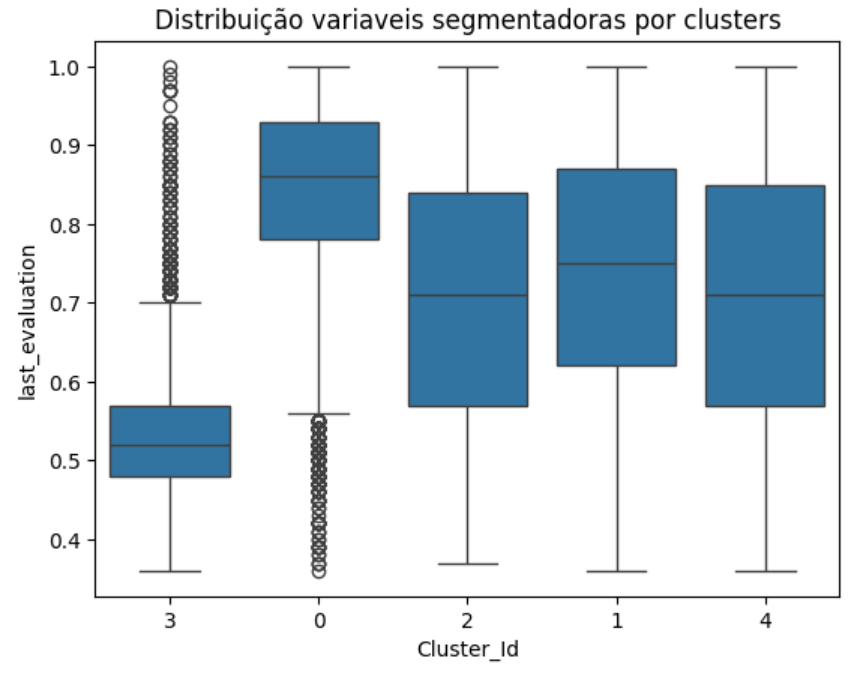 Distribuição variaveis segmentadoras por clusters
last_evaluation
1.0
0.9
0.8
0.7
0.6
0.5
0.4
3 0 2 1 4
Cluster_Id